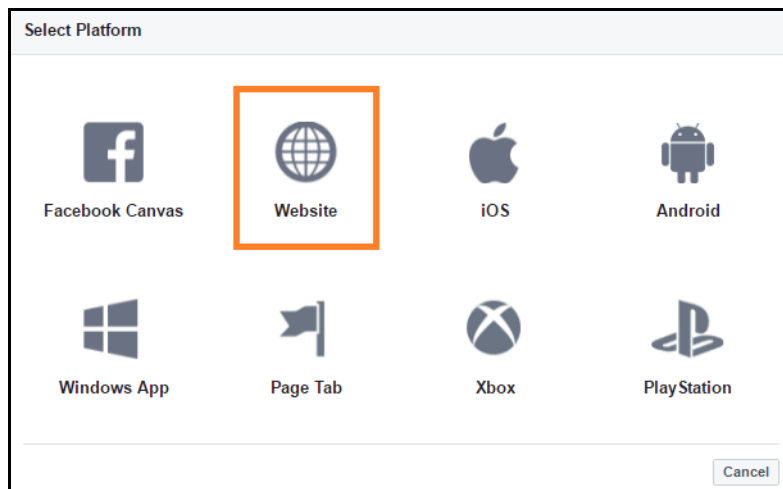 Select Platform
Facebook Canvas Website iOS Android
Windows App Page Tab Xbox PlayStation
Cancel